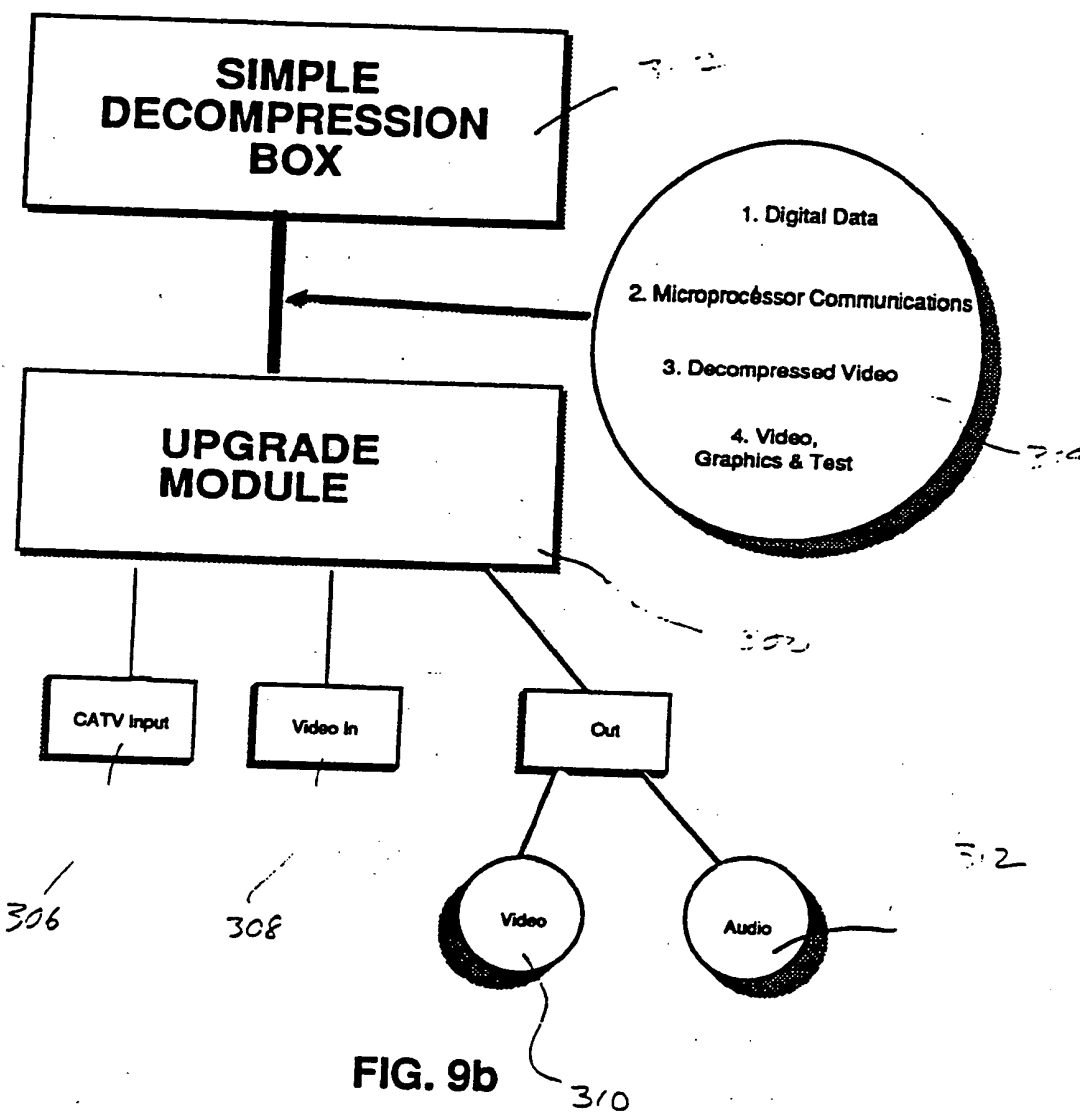 SIMPLE
DECOMPRESSION
BOX
1. Digital Data
2. Microprocessor Communications
3. Decompressed Video
4. Video,
Graphics & Test
UPGRADE
MODULE
CATV Input
Video In
Out
306
308
Video
Audio
312
FIG. 9b
310